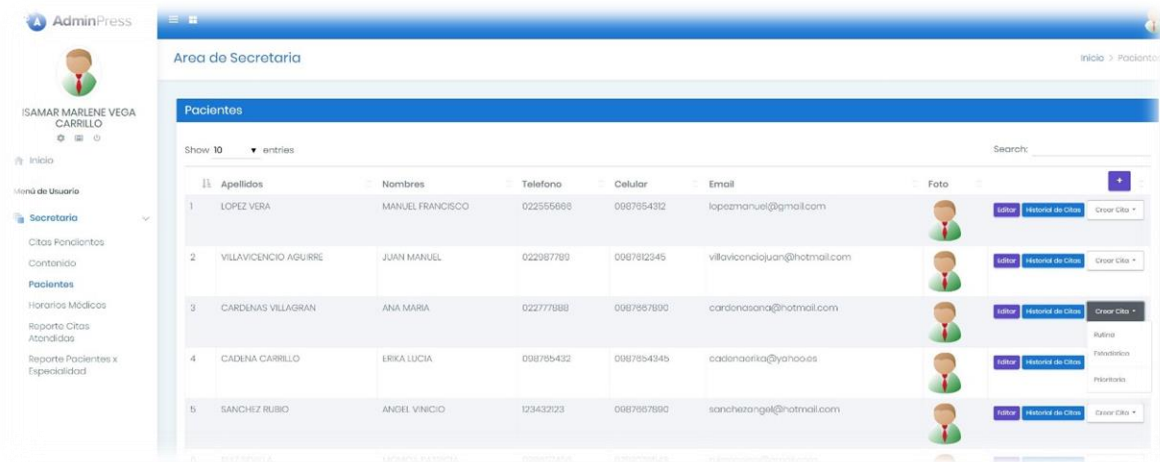 AdminPress
ISAMAR MARLENE VEGA
CARRILLO
Inicio
Menú de Usuario
Secretaria
Citas Pendientes
Contenido
Pacientes
Horarios Médicos
Reporte Citas
Atendidas
Reporte Pacientes x
Especialidad
Area de Secretaria
Inicio > Pacientes
Pacientes
Show 10 entries
Search:
Apellidos Nombres Telefono Celular Email Foto +
1 LOPEZ VERA MANUEL FRANCISCO 022555666 0987654312 lopezmanuel@gmail.com Editar Historial de Citas Crear Cita
2 VILLAVICENCIO AGUIRRE JUAN MANUEL 022987789 0987612345 villavicenciojuan@hotmail.com Editar Historial de Citas Crear Cita
3 CARDENAS VILLAGRAN ANA MARIA 022777888 0987667890 cardenasana@hotmail.com Editar Historial de Citas Crear Cita
Rutina
Estadistica
Prioritaria
4 CADENA CARRILLO ERIKA LUCIA 098765432 0987654345 cadenaerika@yahoo.es Editar Historial de Citas
5 SANCHEZ RUBIO ANGEL VINICIO 123432123 0987667890 sanchezangel@hotmail.com Editar Historial de Citas Crear Cita